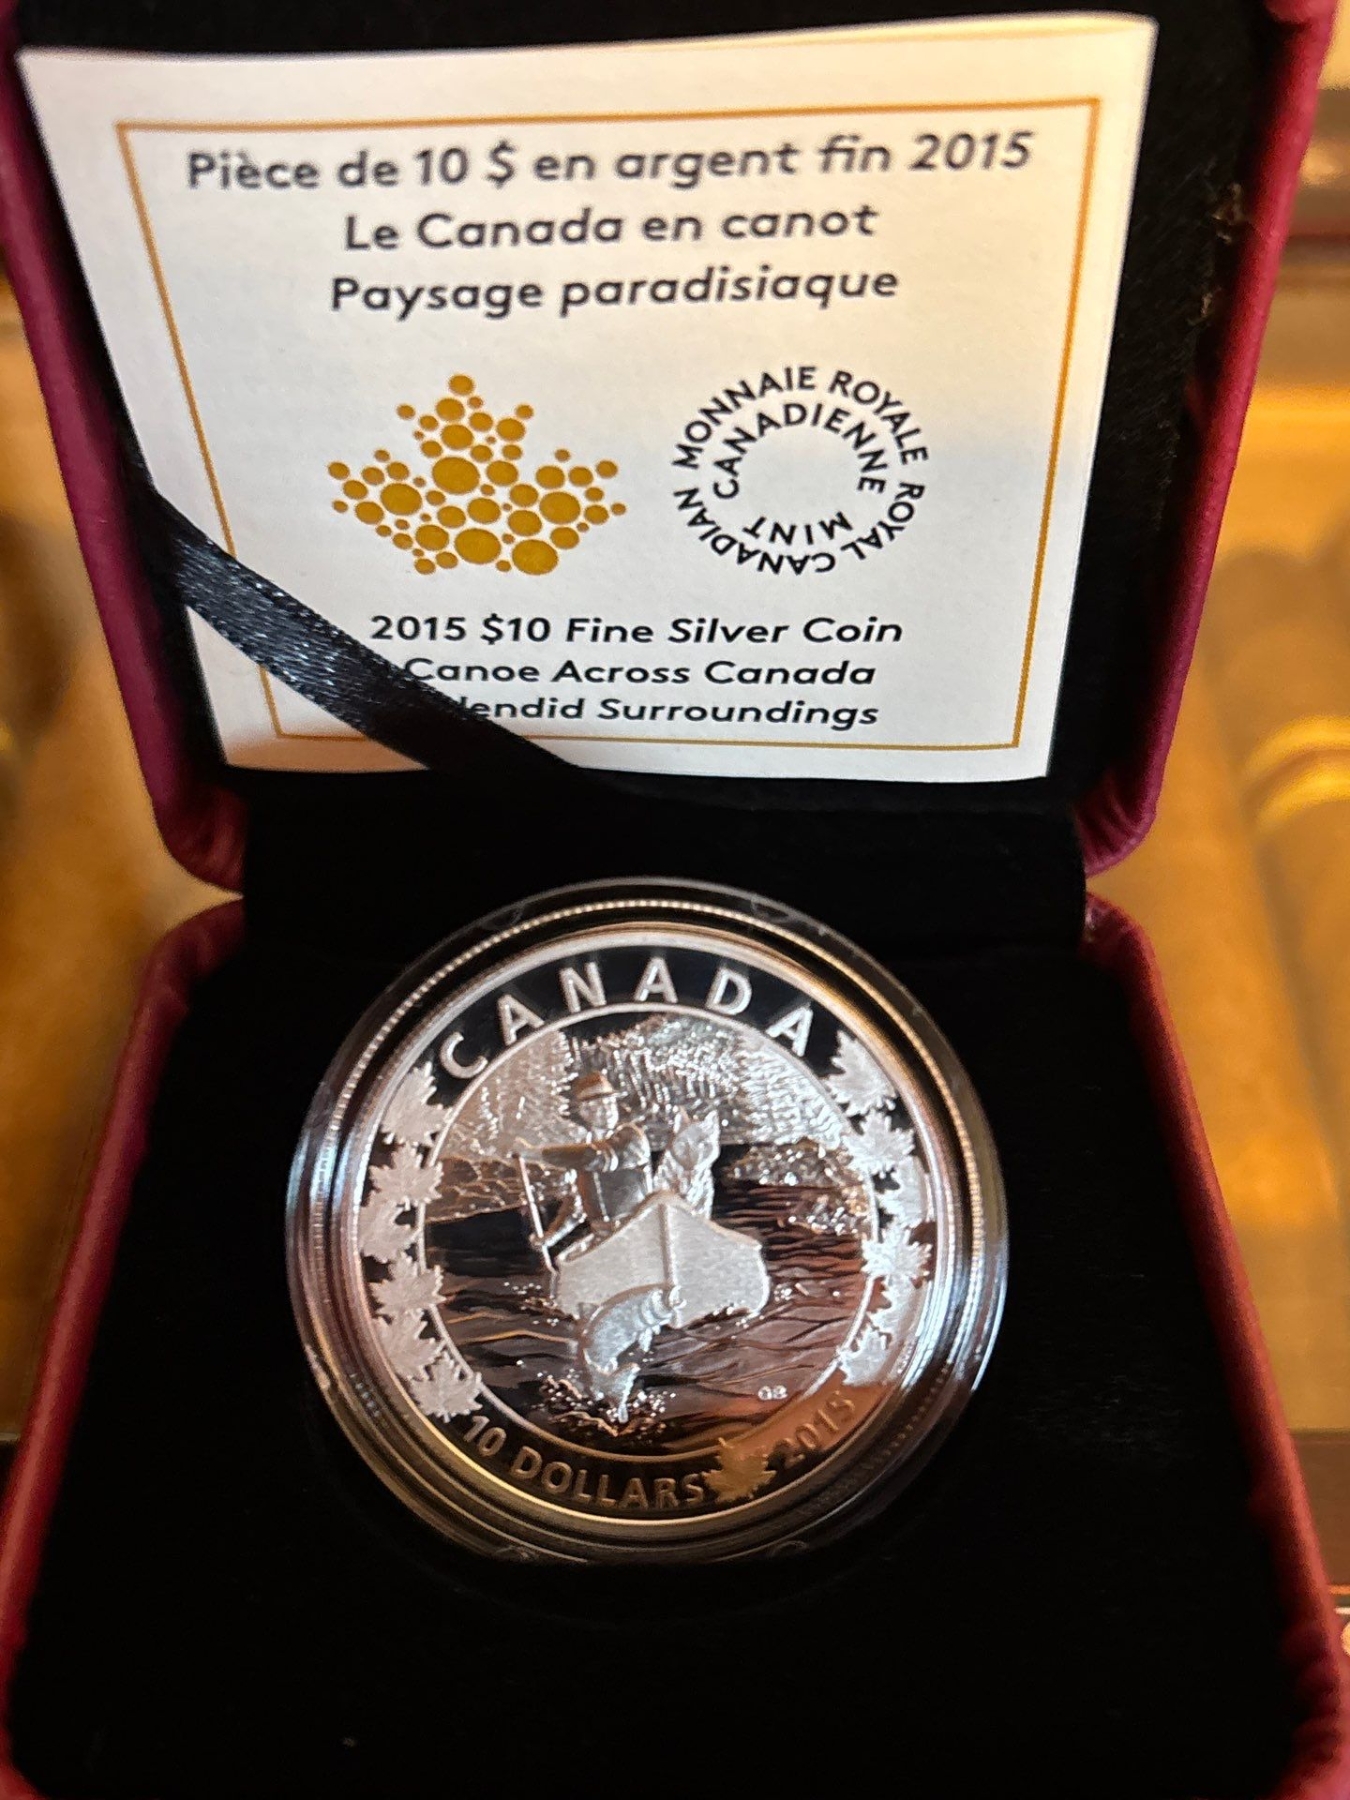 Pièce de 10 $ en argent fin 2015
Le Canada en canot
Paysage paradisiaque
MONNAIE ROYALE CANADIENNE
ROYAL CANADIAN MINT
2015 $10 Fine Silver Coin
Canoe Across Canada
lendid Surroundings
CANADA
GB
10 DOLLARS 2015